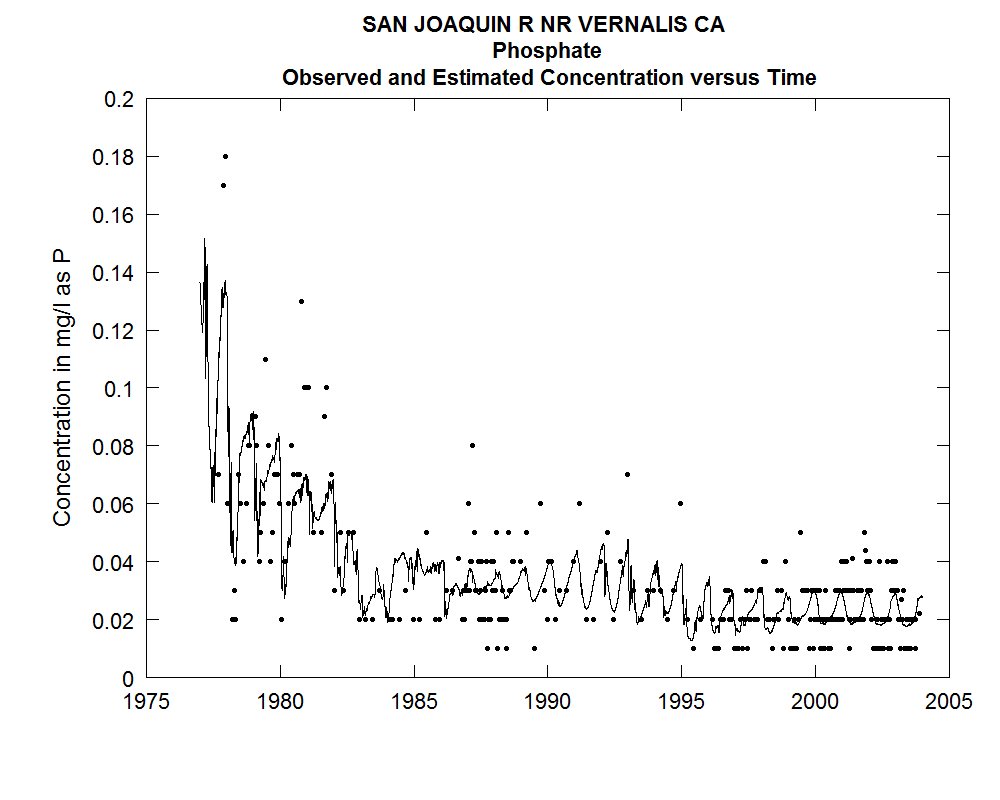 SAN JOAQUIN R NR VERNALIS CA
Phosphate
Observed and Estimated Concentration versus Time
Concentration in mg/l as P
0.2
0.18
0.16
0.14
0.12
0.1
0.08
0.06
0.04
0.02
0
1975 1980 1985 1990 1995 2000 2005